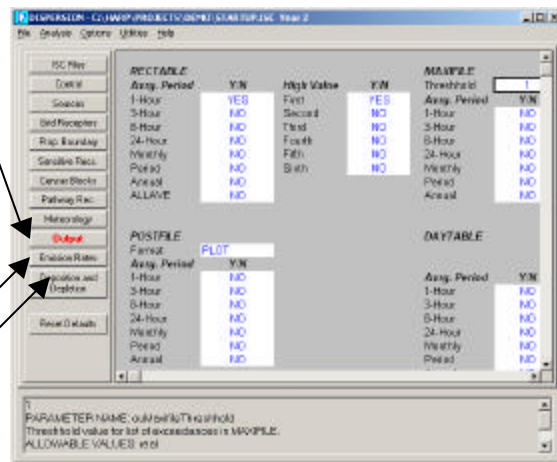 DISPERSION - C:\HARP\PROJECTS\DEMO\STARTUP.ISC Year 2
File Analysis Options Utilities Help
ISC Files
Control
Sources
Grid Receptors
Prop. Boundary
Sensitive Recs.
Census Blocks
Pathway Rec.
Meteorology
Output
Emission Rates
Deposition and Depletion
Reset Defaults
RECTABLE
Averg. Period Y/N
1-Hour YES
3-Hour NO
8-Hour NO
24-Hour NO
Monthly NO
Period NO
Annual NO
ALLAVE NO
High Value Y/N
First YES
Second NO
Third NO
Fourth NO
Fifth NO
Sixth NO
MAXIFILE
Threshhold 1
Averg. Period Y/N
1-Hour NO
3-Hour NO
8-Hour NO
24-Hour NO
Monthly NO
Period NO
Annual NO
POSTFILE
Format PLOT
Averg. Period Y/N
1-Hour NO
3-Hour NO
8-Hour NO
24-Hour NO
Monthly NO
Period NO
Annual NO
DAYTABLE
Averg. Period Y/N
1-Hour NO
3-Hour NO
8-Hour NO
24-Hour NO
Monthly NO
Period NO
Annual NO
1
PARAMETER NAME: ouMaxifileThreshhold
Threshhold value for list of exceedances in MAXIFILE.
ALLOWABLE VALUES: real